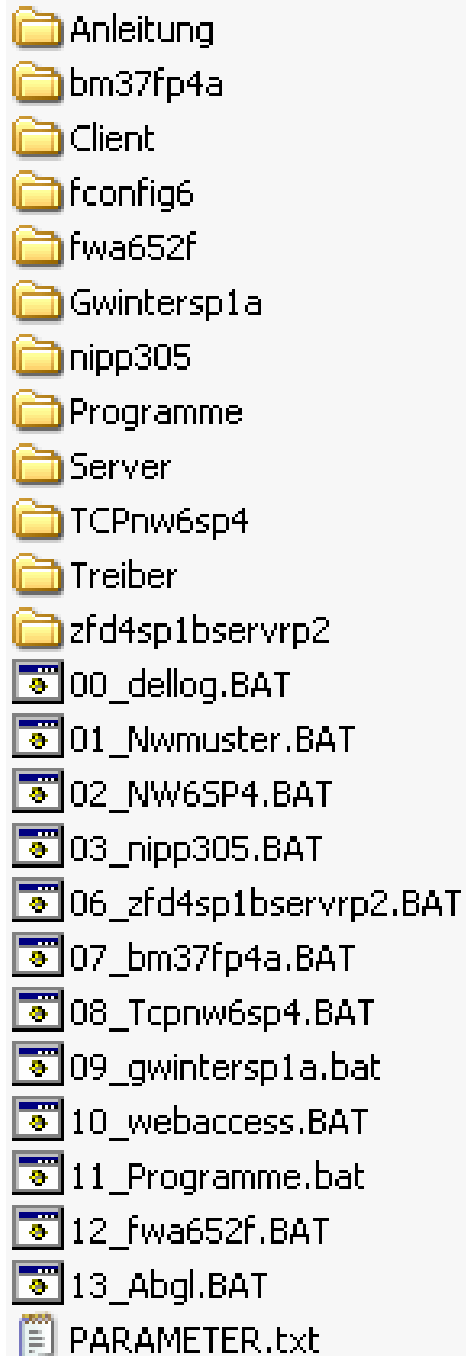 Anleitung
bm37fp4a
Client
fconfig6
fwa652f
Gwintersp1a
nipp305
Programme
Server
TCPnw6sp4
Treiber
zfd4sp1bservrp2
00_dellog.BAT
01_Nwmuster.BAT
02_NW6SP4.BAT
03_nipp305.BAT
06_zfd4sp1bservrp2.BAT
07_bm37fp4a.BAT
08_Tcpnw6sp4.BAT
09_gwintersp1a.bat
10_webaccess.BAT
11_Programme.bat
12_fwa652f.BAT
13_Abgl.BAT
PARAMETER.txt